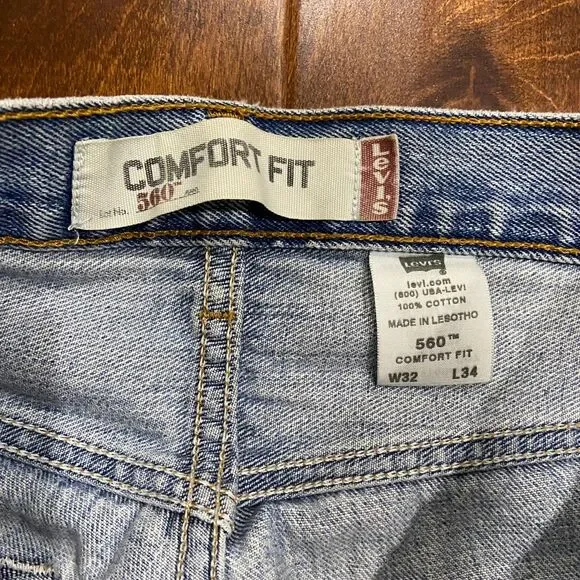 COMFORT FIT
Lot No. 560™
Levi's
Levi's
levi.com
(800) USA-LEVI
100% COTTON
MADE IN LESOTHO
560™
COMFORT FIT
W32 L34